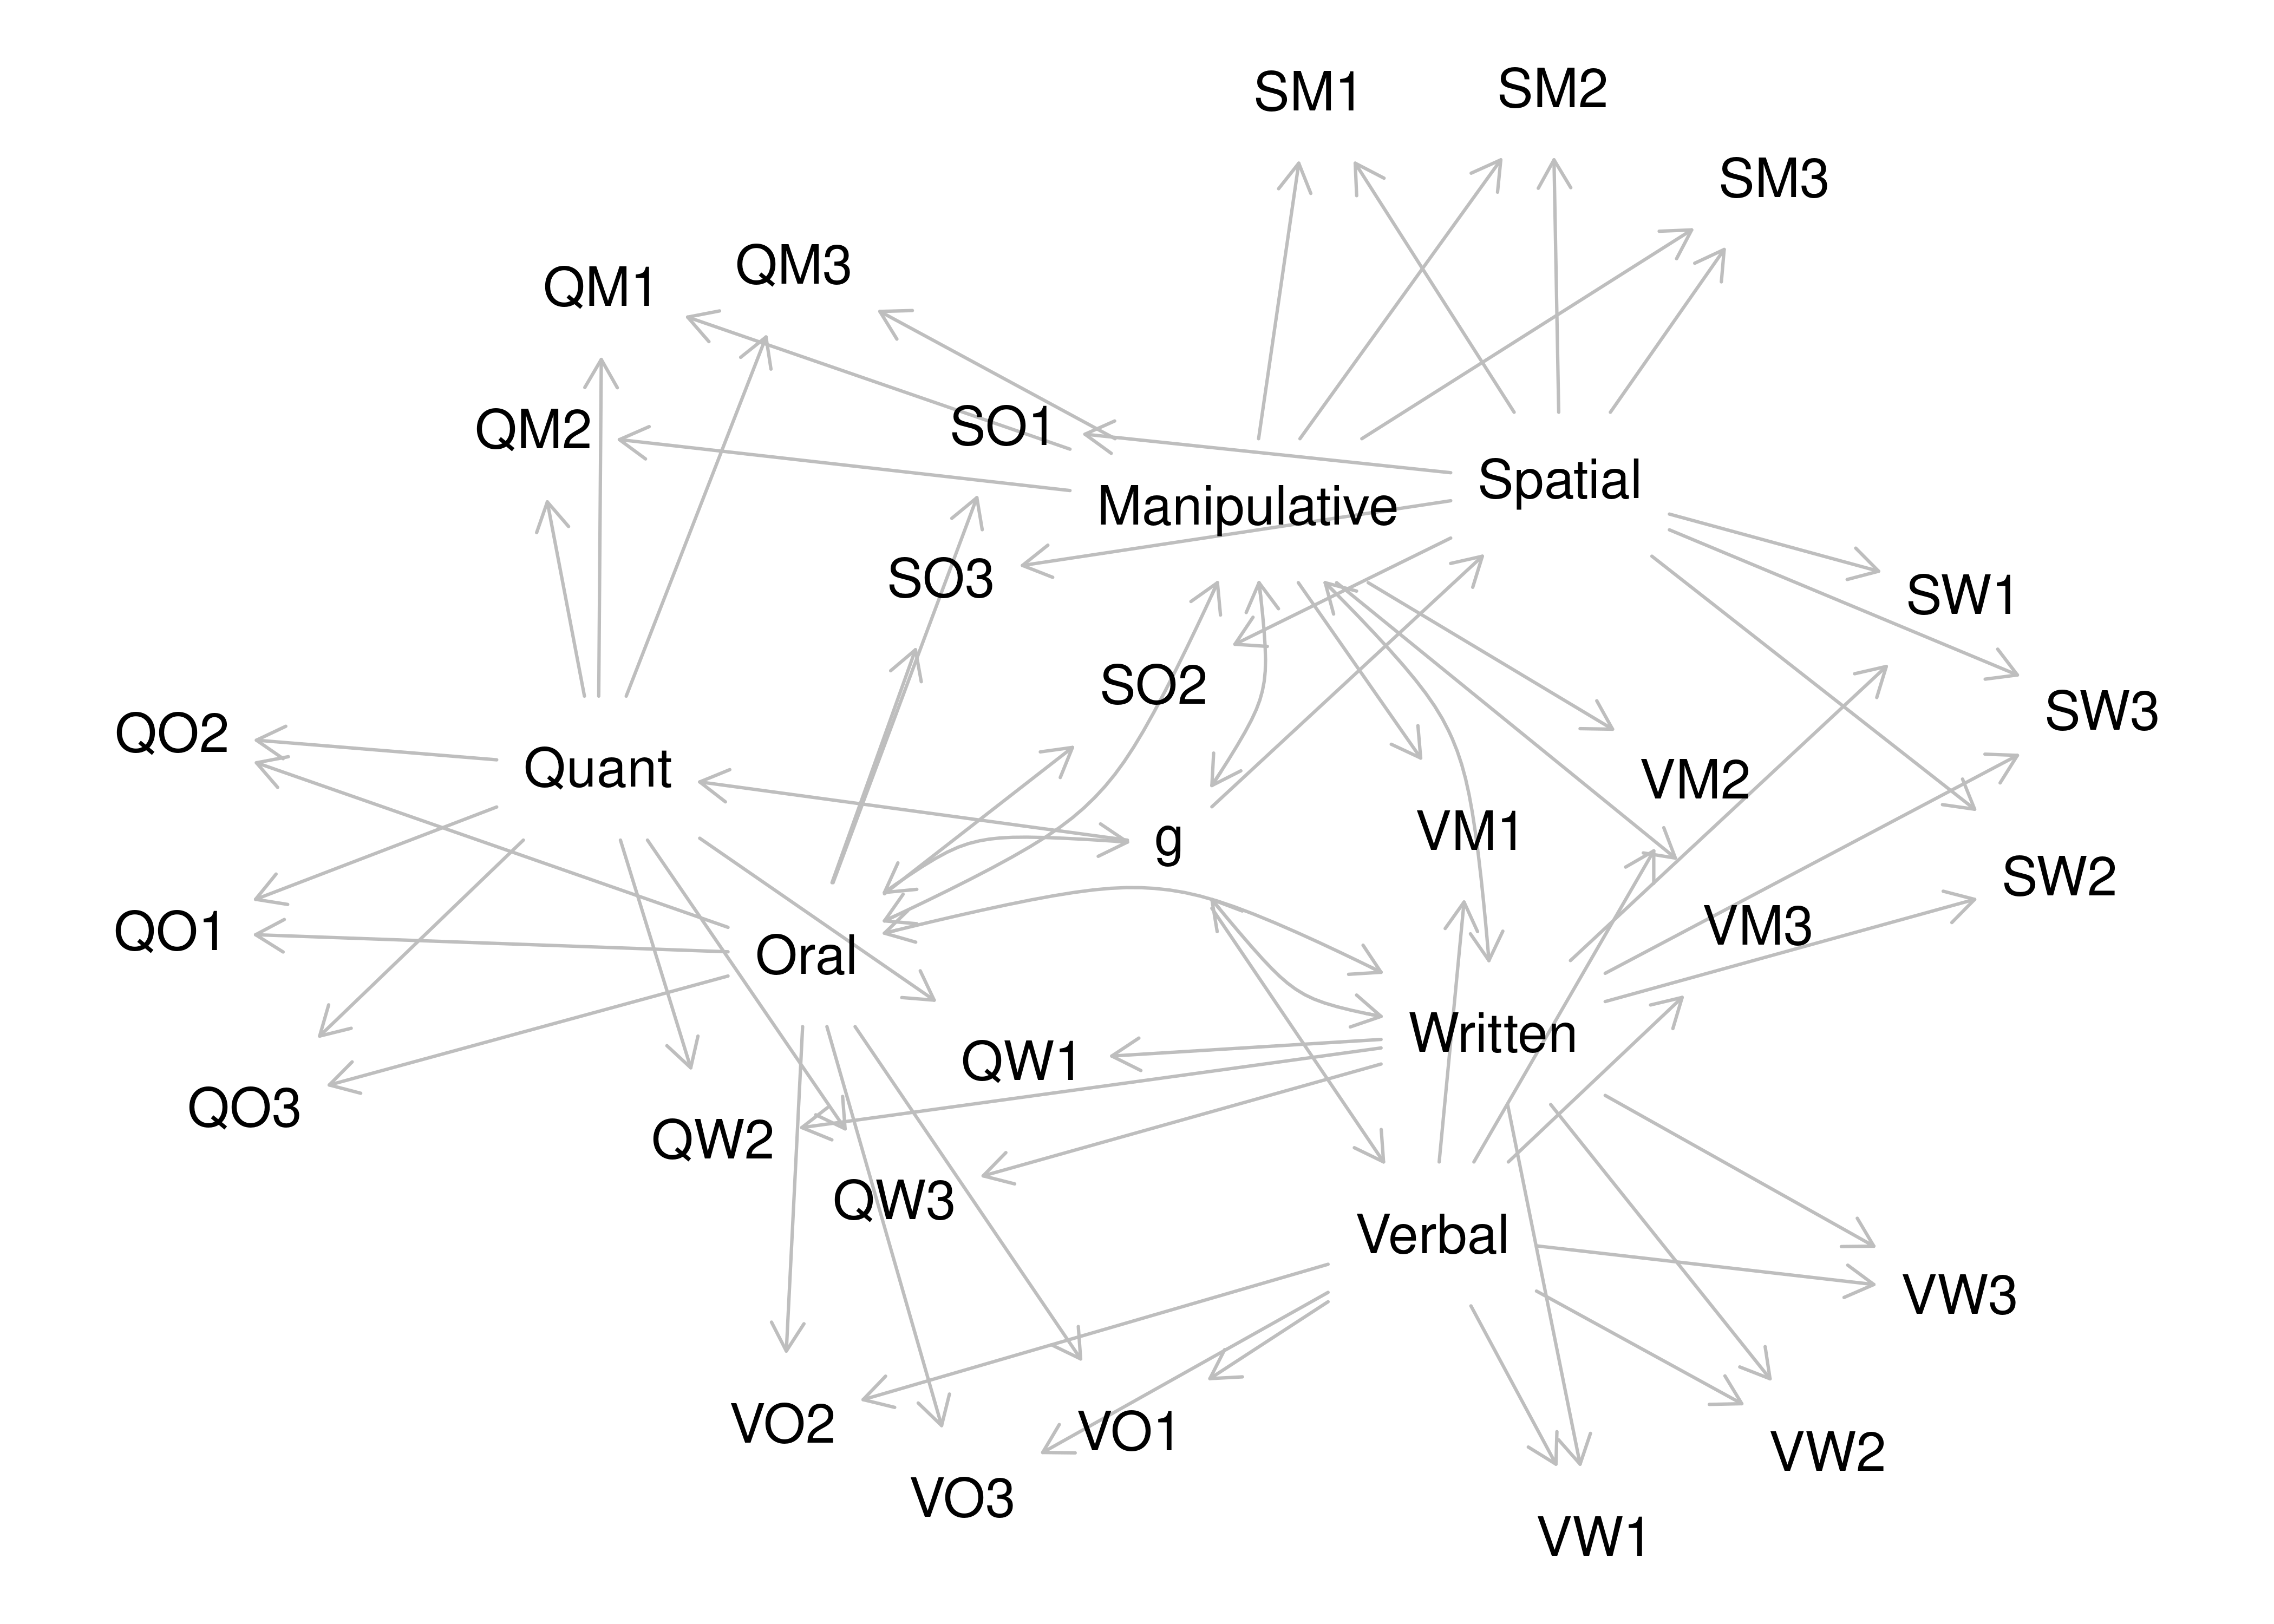 SM1
SM2
SM3
QM1
QM3
QM2
SO1
Spatial
Manipulative
SO3
SW1
SO2
SW3
QO2
Quant
VM2
g
VM1
SW2
QO1
VM3
Oral
Written
QW1
QO3
QW2
QW3
Verbal
VW3
VO2
VO1
VW2
VO3
VW1